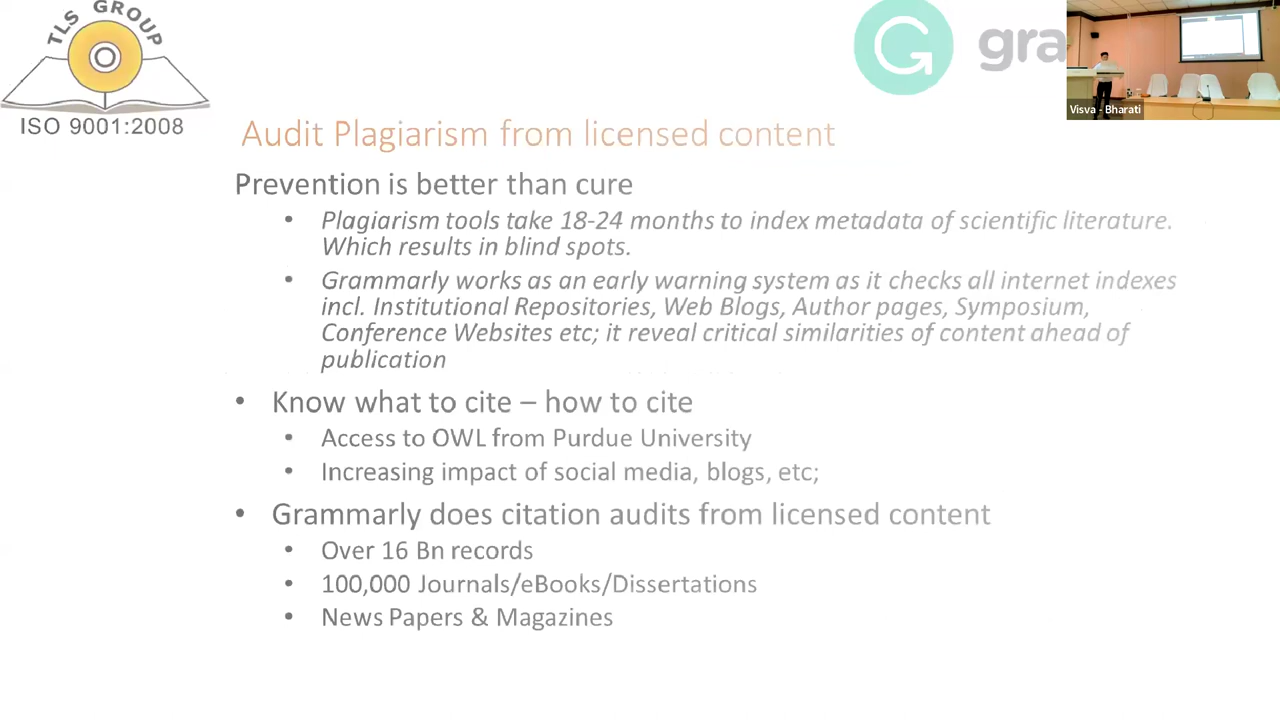 TLS GROUP
ISO 9001:2008
gra
Visva - Bharati
Audit Plagiarism from licensed content
Prevention is better than cure
• Plagiarism tools take 18-24 months to index metadata of scientific literature.
Which results in blind spots.
• Grammarly works as an early warning system as it checks all internet indexes
incl. Institutional Repositories, Web Blogs, Author pages, Symposium,
Conference Websites etc; it reveal critical similarities of content ahead of
publication
• Know what to cite – how to cite
• Access to OWL from Purdue University
• Increasing impact of social media, blogs, etc;
• Grammarly does citation audits from licensed content
• Over 16 Bn records
• 100,000 Journals/eBooks/Dissertations
• News Papers & Magazines